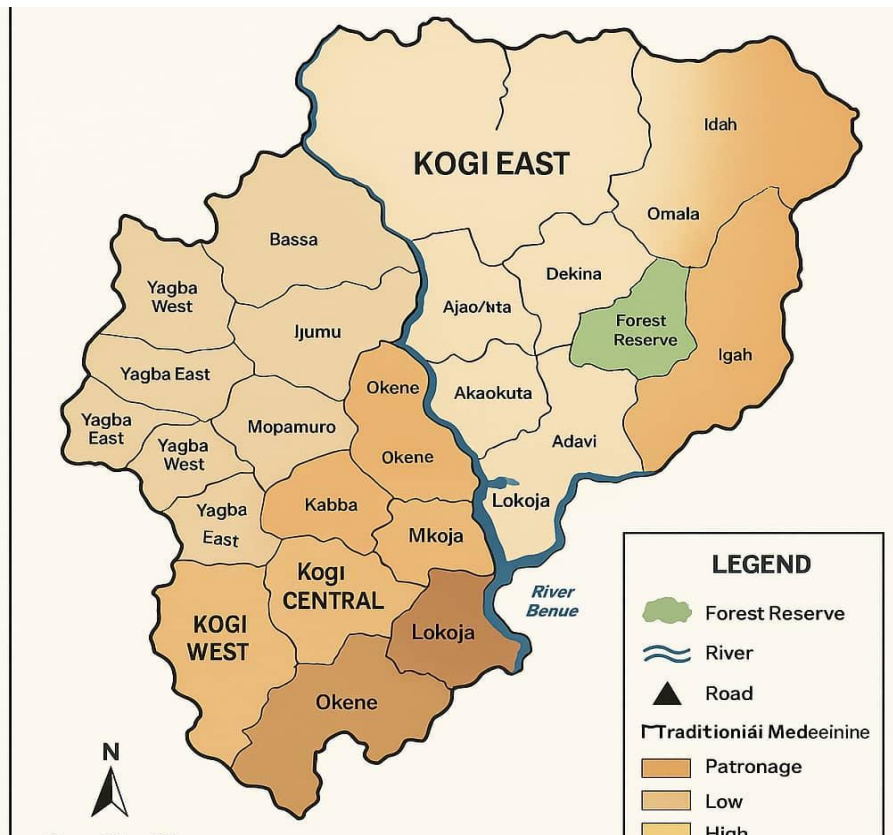 Idah
KOGI EAST
Omala
Bassa
Dekina
Yagba
West
Ajao/Nta
Forest
Reserve
Ijumu
Igah
Yagba East
Okene
Akaokuta
Yagba
East
Mopamuro
Adavi
Yagba
West
Okene
Kabba
Lokoja
Yagba
East
Mkoja
Kogi
CENTRAL
KOGI
WEST
Lokoja
Okene
River
Benue
N
LEGEND
Forest Reserve
River
Road
Traditioniái Medeeinine
Patronage
Low
High